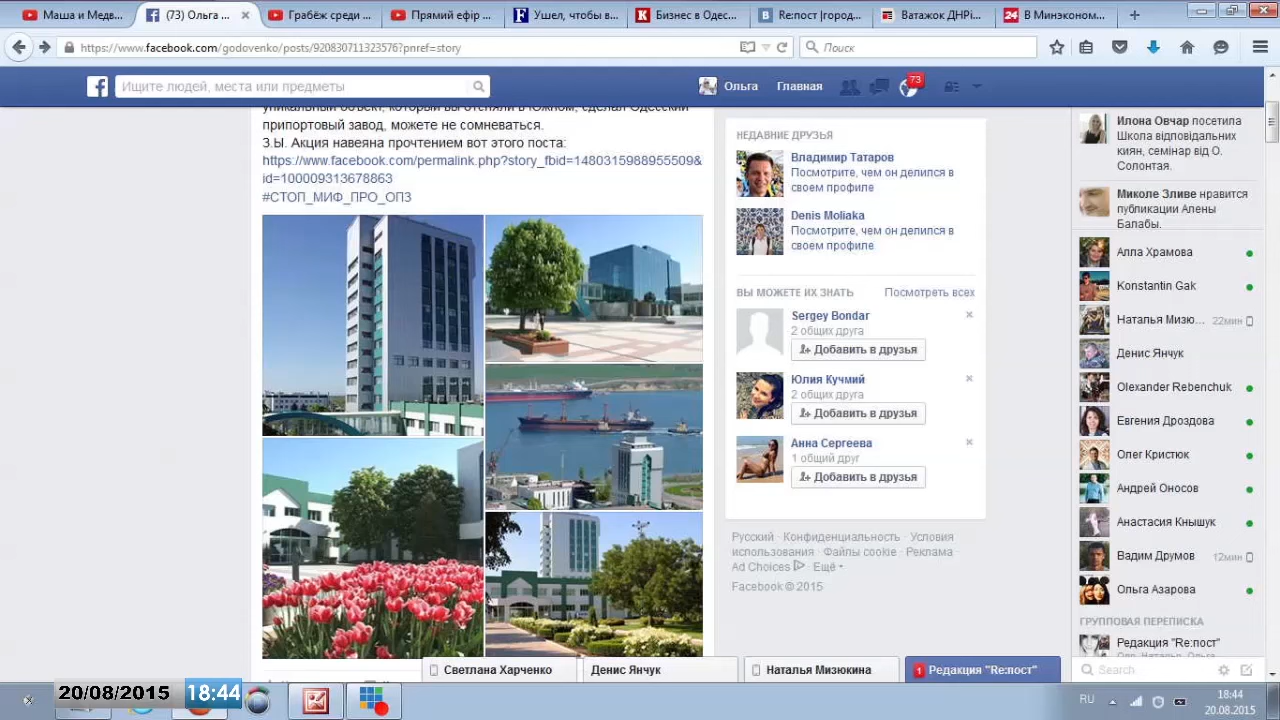 Маша и Медв...
(73) Ольга ...
Грабёж среди ...
Прямий ефір ...
Ушел, чтобы в...
Бизнес в Одес...
Re:пост |город...
Ватажок ДНРі...
В Минэконом...
https://www.facebook.com/godovenko/posts/920830711323576?pnref=story
Поиск
Ищите людей, места или предметы
Ольга
Главная
73
уникальный объект, который вы отсняли в Южном, сделал Одесский
припортовый завод, можете не сомневаться.
З.Ы. Акция навеяна прочтением вот этого поста:
https://www.facebook.com/permalink.php?story_fbid=1480315988955509&
id=100009313678863
#СТОП_МИФ_ПРО_ОПЗ
НЕДАВНИЕ ДРУЗЬЯ
Владимир Татаров
Посмотрите, чем он делился в
своем профиле
Denis Moliaka
Посмотрите, чем он делился в
своем профиле
ВЫ МОЖЕТЕ ИХ ЗНАТЬ
Посмотреть всех
Sergey Bondar
2 общих друга
Добавить в друзья
Юлия Кучмий
2 общих друга
Добавить в друзья
Анна Сергеева
1 общий друг
Добавить в друзья
Русский · Конфиденциальность · Условия
использования · Файлы cookie · Реклама
Ad Choices · Ещё
Facebook © 2015
Илона Овчар посетила
Школа відповідальних
киян, семінар від О.
Солонтая.
Миколе Зливе нравится
публикации Алены
Балабы.
Алла Храмова
Konstantin Gak
Наталья Мизю... 22мин
Денис Янчук
Olexander Rebenchuk
Евгения Дроздова
Олег Кристюк
Андрей Оносов
Анастасия Кнышук
Вадим Друмов 12мин
Ольга Азарова
ГРУППОВАЯ ПЕРЕПИСКА
Редакция "Re:пост"
Search
Светлана Харченко
Денис Янчук
Наталья Мизюкина
1 Редакция "Re:пост"
20/08/2015 18:44
RU
18:44
20.08.2015